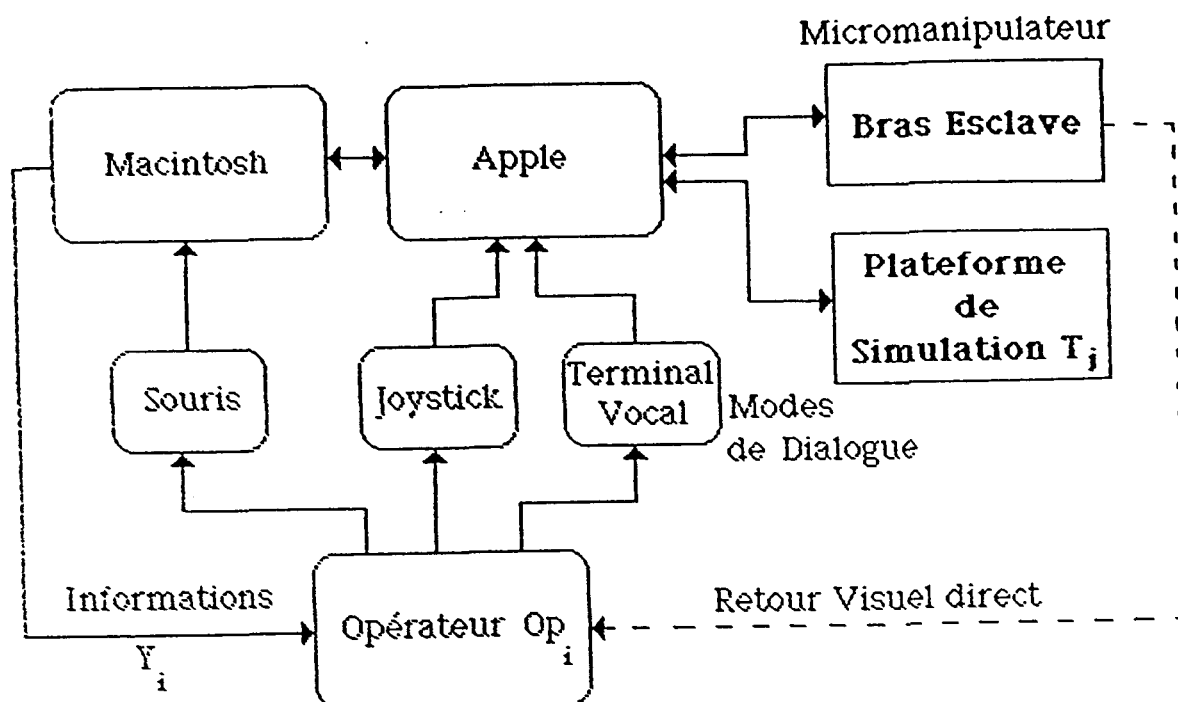 Micromanipulateur
Macintosh
Apple
Bras Esclave
Plateforme
de
Simulation Tj
Souris
Joystick
Terminal
Vocal
Modes
de Dialogue
Informations
Yi
Opérateur Opi
Retour Visuel direct